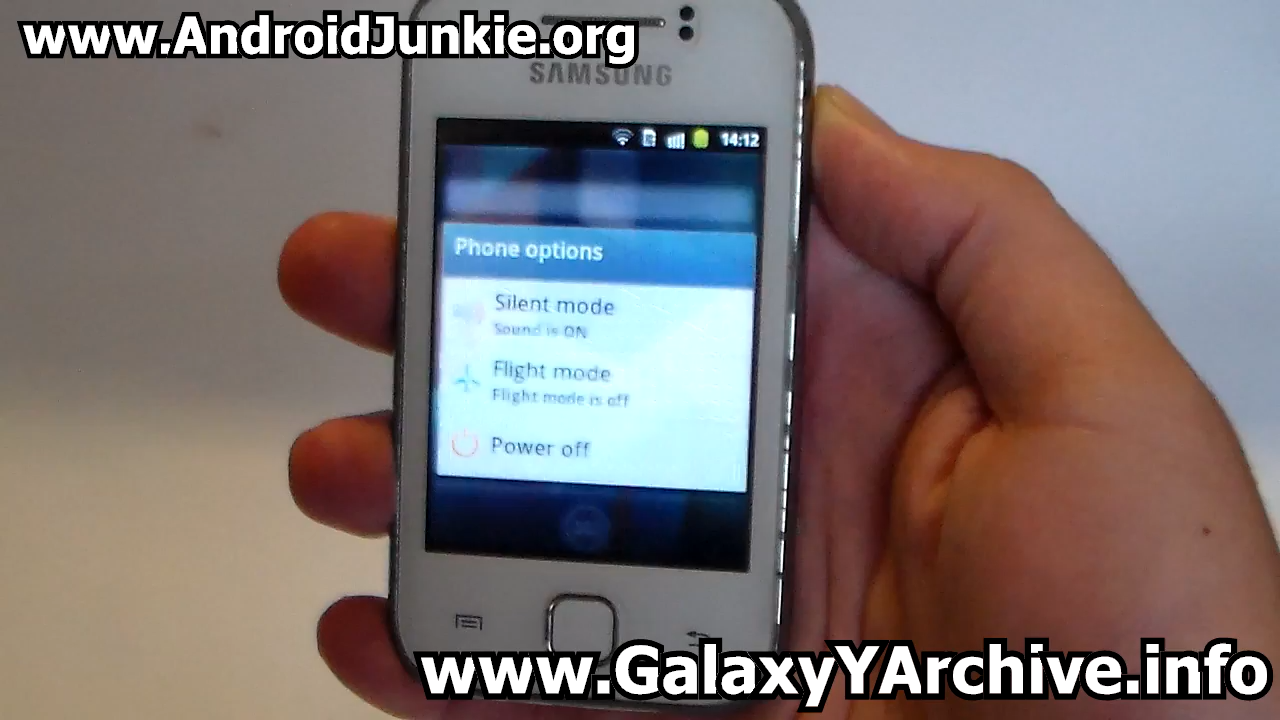 www.AndroidJunkie.org
SAMSUNG
14:12
Phone options
Silent mode
Sound is ON
Flight mode
Flight mode is off
Power off
www.GalaxyYArchive.info